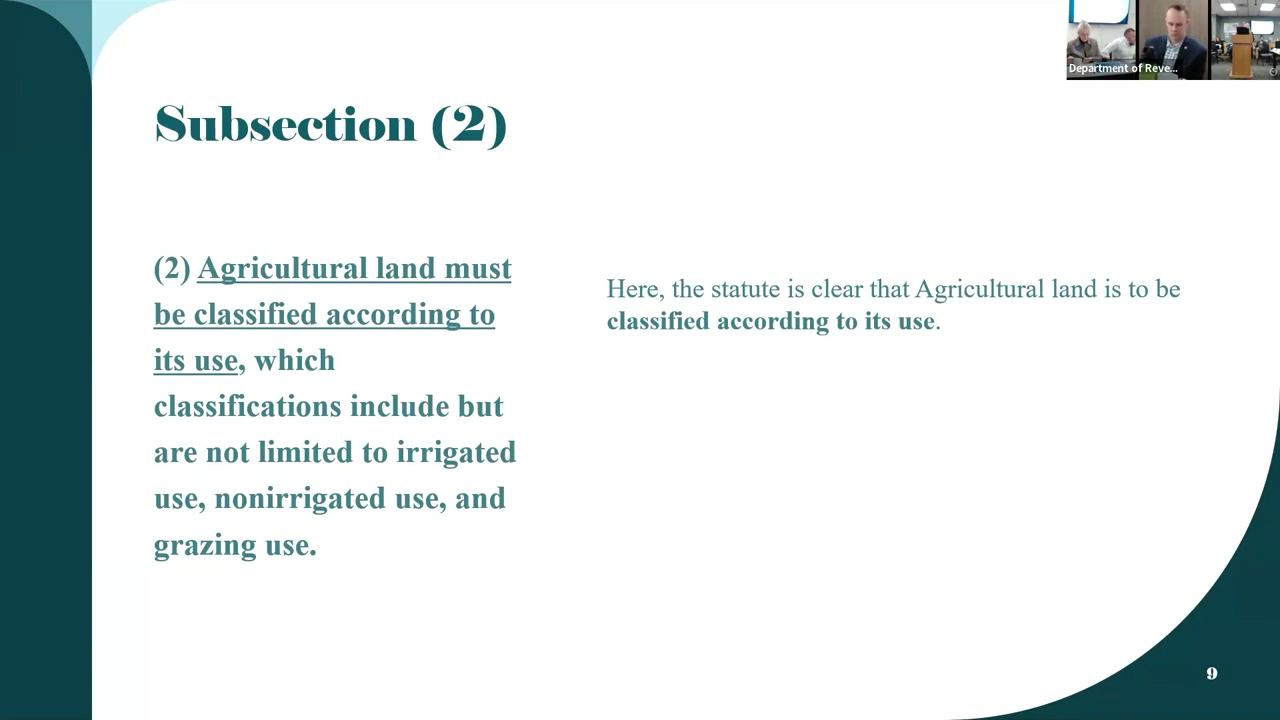 Department of Reve...
Subsection (2)
(2) Agricultural land must
be classified according to
its use, which
classifications include but
are not limited to irrigated
use, nonirrigated use, and
grazing use.
Here, the statute is clear that Agricultural land is to be
classified according to its use.
9